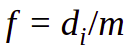 f = d_i/m